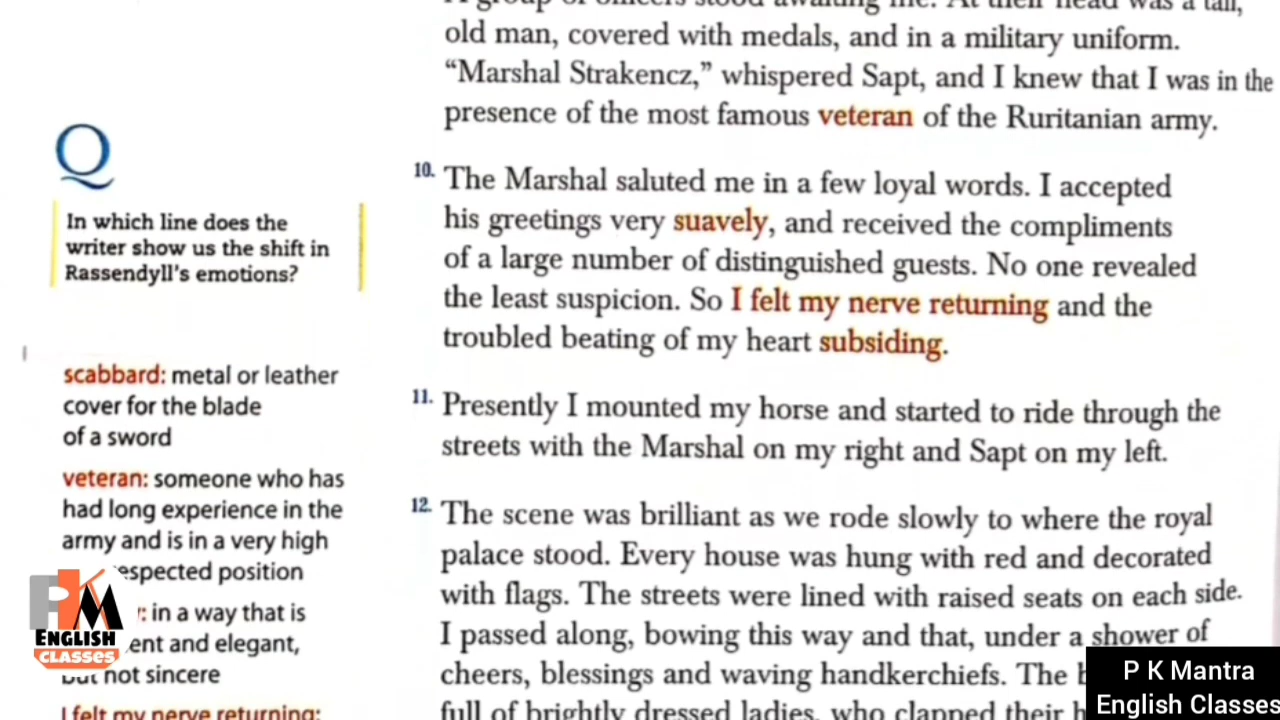 A group of officers stood awaiting me. At their head was a tall,
old man, covered with medals, and in a military uniform.
“Marshal Strakencz,” whispered Sapt, and I knew that I was in the
presence of the most famous veteran of the Ruritanian army.
Q
In which line does the
writer show us the shift in
Rassendyll's emotions?
10. The Marshal saluted me in a few loyal words. I accepted
his greetings very suavely, and received the compliments
of a large number of distinguished guests. No one revealed
the least suspicion. So I felt my nerve returning and the
troubled beating of my heart subsiding.
scabbard: metal or leather
cover for the blade
of a sword
veteran: someone who has
had long experience in the
army and is in a very high
espected position
: in a way that is
ent and elegant,
but not sincere
I felt my nerve returning:
11. Presently I mounted my horse and started to ride through the
streets with the Marshal on my right and Sapt on my left.
12. The scene was brilliant as we rode slowly to where the royal
palace stood. Every house was hung with red and decorated
with flags. The streets were lined with raised seats on each side.
I passed along, bowing this way and that, under a shower of
cheers, blessings and waving handkerchiefs. The
full of brightly dressed ladies, who clapped their
PKM
ENGLISH
CLASSES
P K Mantra
English Classes